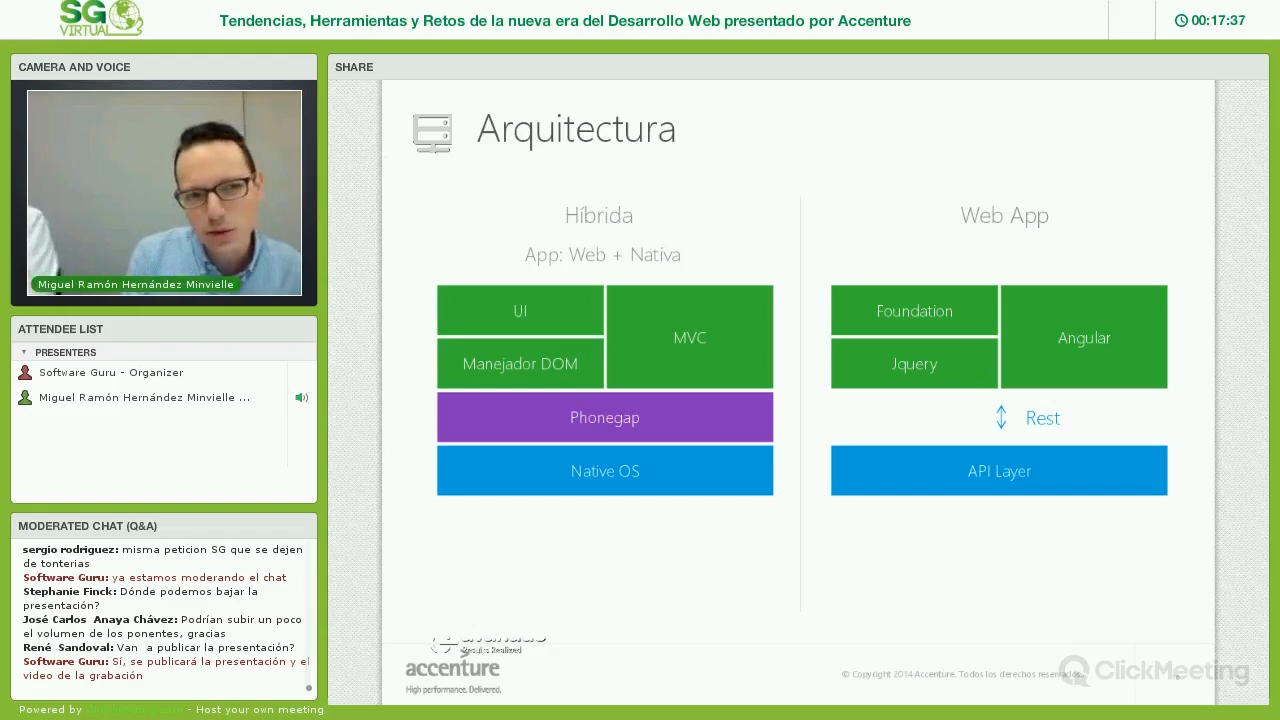 SG
VIRTUAL
Tendencias, Herramientas y Retos de la nueva era del Desarrollo Web presentado por Accenture
00:17:37
CAMERA AND VOICE
Miguel Ramón Hernández Minvielle
ATTENDEE LIST
PRESENTERS
Software Guru - Organizer
Miguel Ramón Hernández Minvielle ...
MODERATED CHAT (Q&A)
sergio rodriguez: misma peticion SG que se dejen
de tonterias
Software Guru: ya estamos moderando el chat
Stephanie Finck: Dónde podemos bajar la
presentación?
José Carlos Anaya Chávez: Podrían subir un poco
el volumen de los ponentes, gracias
René Sandoval: Van a publicar la presentación?
Software Guru: Sí, se publicará la presentación y el
video de la grabación
Powered by - Host your own meeting
SHARE
Arquitectura
Híbrida
App: Web + Nativa
UI
MVC
Manejador DOM
Phonegap
Native OS
Web App
Foundation
Angular
Jquery
Rest
API Layer
Results Realized
accenture
High performance. Delivered.
© Copyright 2014 Accenture. Todos los derechos reservados.
ClickMeeting